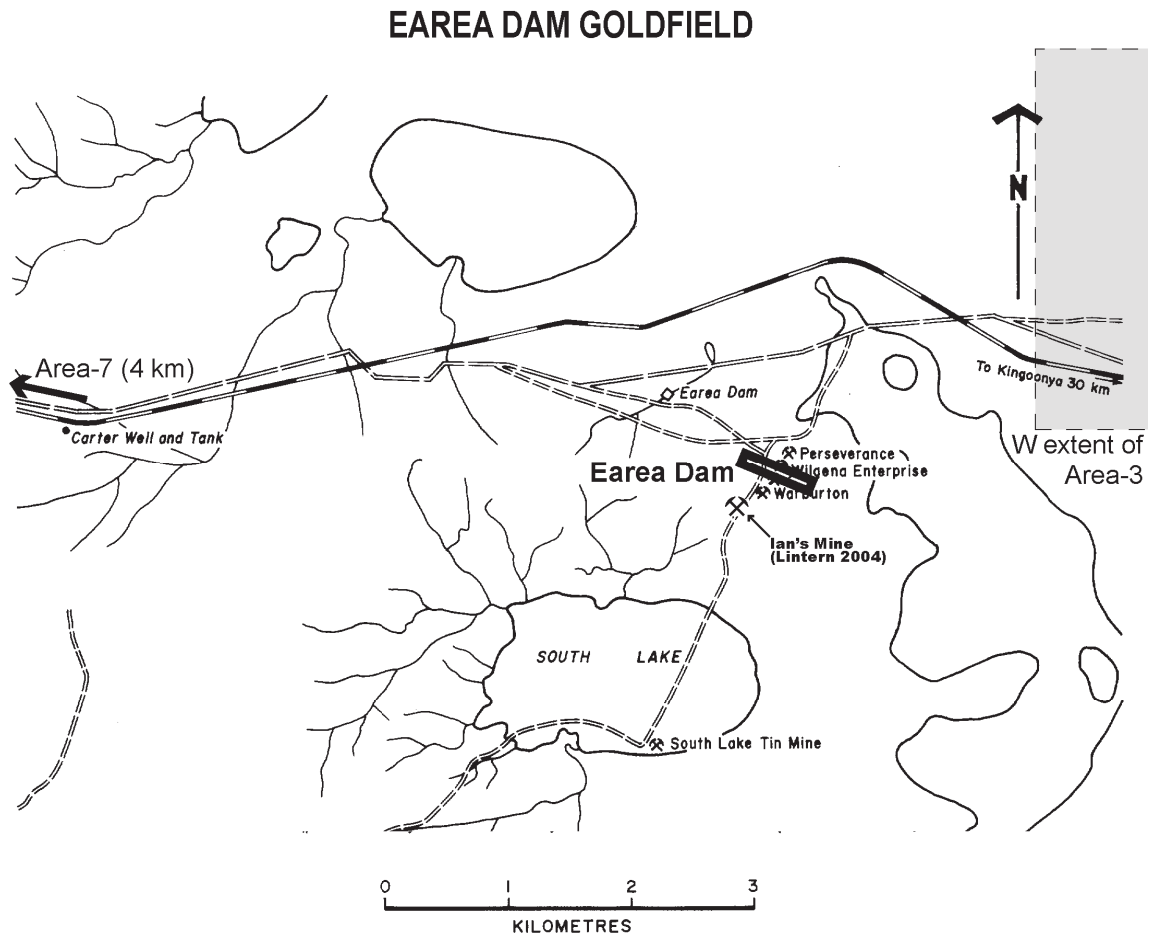 EAREA DAM GOLDFIELD
N
Area-7 (4 km)
To Kingoonya 30 km
Earea Dam
Carter Well and Tank
W extent of
Area-3
Earea Dam
Perseverance
Wilgena Enterprise
Warburton
Ian's Mine
(Lintern 2004)
SOUTH LAKE
South Lake Tin Mine
0 1 2 3
KILOMETRES